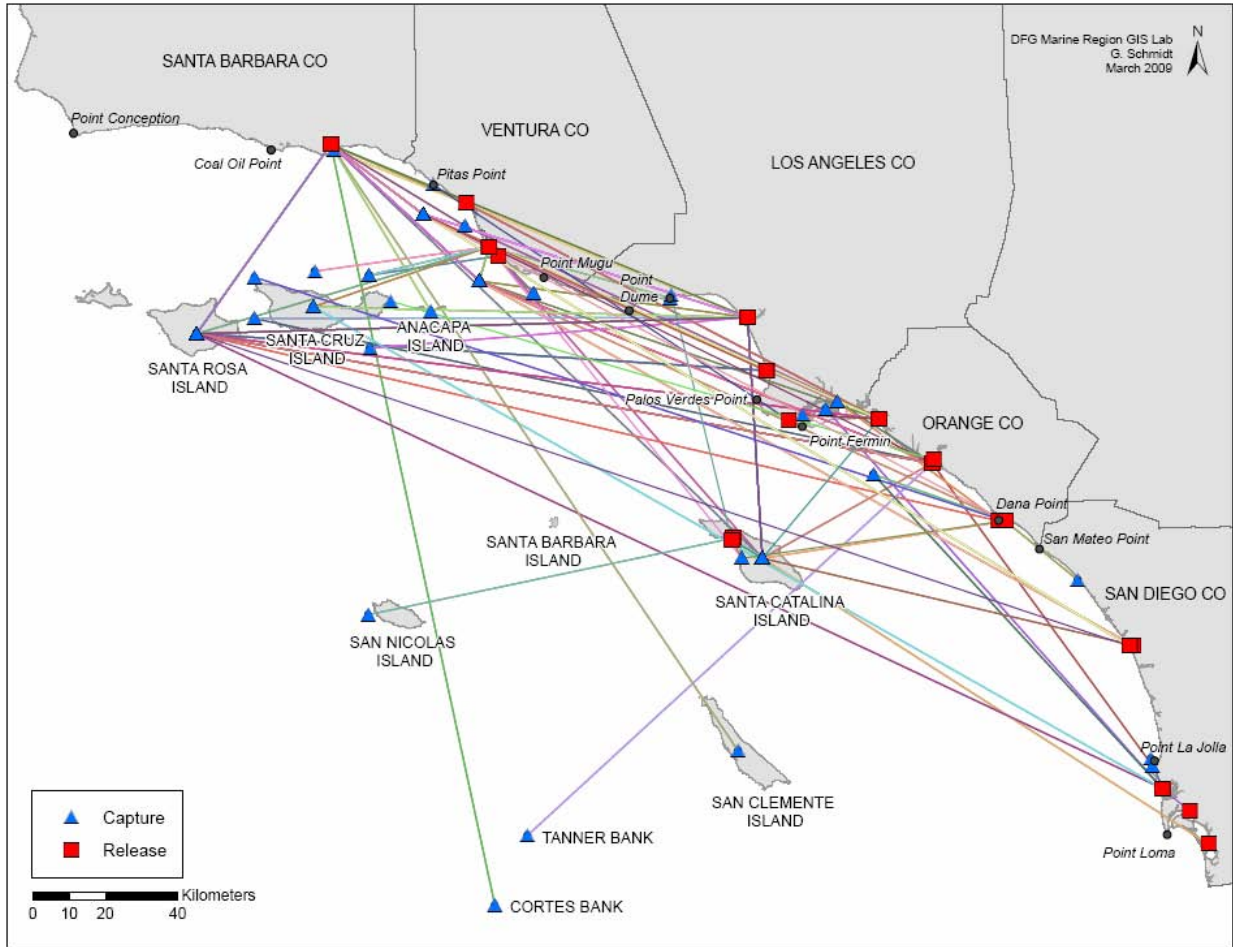 DFG Marine Region GIS Lab
G. Schmidt
March 2009
N
SANTA BARBARA CO
Point Conception
VENTURA CO
Coal Oil Point
LOS ANGELES CO
Pitas Point
Point Mugu
Point
Dume
ANACAPA
ISLAND
SANTA CRUZ
ISLAND
SANTA ROSA
ISLAND
Palos Verdes Point
Point Fermin
ORANGE CO
Dana Point
San Mateo Point
SANTA BARBARA
ISLAND
SANTA CATALINA
ISLAND
SAN DIEGO CO
SAN NICOLAS
ISLAND
Point La Jolla
SAN CLEMENTE
ISLAND
TANNER BANK
Point Loma
CORTES BANK
Capture
Release
Kilometers
0 10 20 40